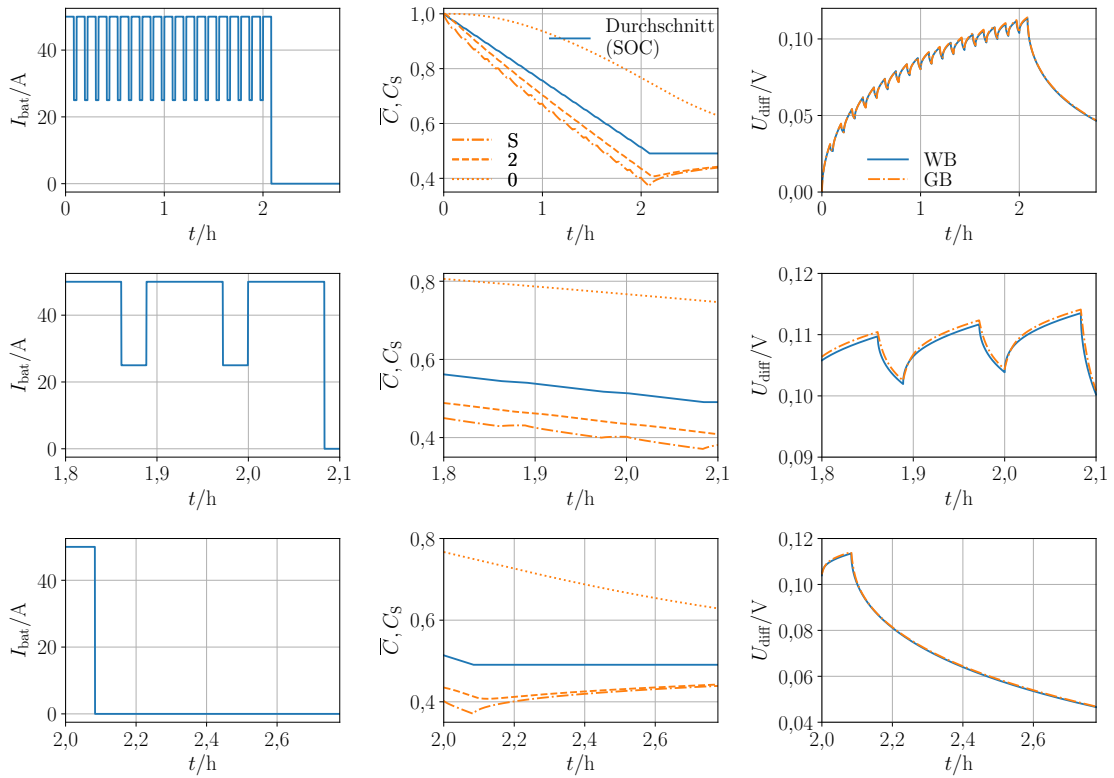 I_bat/A
40
20
0
0
1
2
t/h
C̅, C_S
1,0
0,8
0,6
0,4
Durchschnitt
(SOC)
S
2
0
0
1
2
t/h
U_diff/V
0,10
0,05
0,00
WB
GB
0
1
2
t/h
I_bat/A
40
20
0
1,8
1,9
2,0
2,1
t/h
C̅, C_S
0,8
0,6
0,4
1,8
1,9
2,0
2,1
t/h
U_diff/V
0,12
0,11
0,10
0,09
1,8
1,9
2,0
2,1
t/h
I_bat/A
40
20
0
2,0
2,2
2,4
2,6
t/h
C̅, C_S
0,8
0,6
0,4
2,0
2,2
2,4
2,6
t/h
U_diff/V
0,12
0,10
0,08
0,06
0,04
2,0
2,2
2,4
2,6
t/h